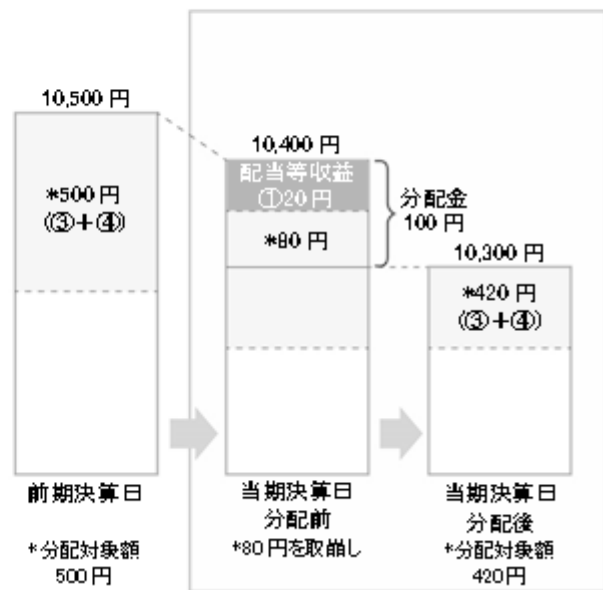 10,500 円
*500 円
(③+④)
前期決算日
*分配対象額
500 円
10,400 円
配当等収益
①20 円
*80 円
分配金
100 円
当期決算日
分配前
*80 円を取崩し
10,300 円
*420 円
(③+④)
当期決算日
分配後
*分配対象額
420円